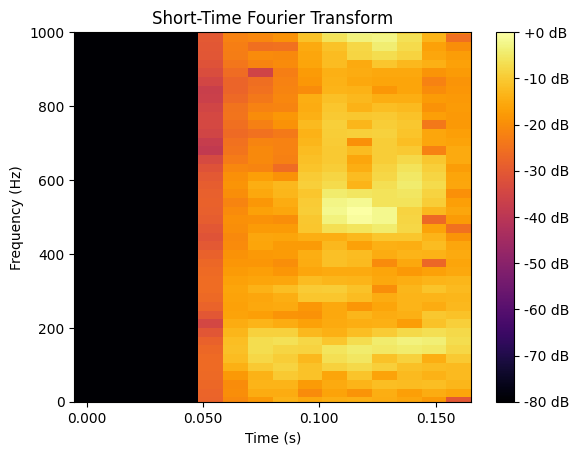 Short-Time Fourier Transform
1000
800
600
400
200
0
Frequency (Hz)
0.000
0.050
0.100
0.150
Time (s)
+0 dB
-10 dB
-20 dB
-30 dB
-40 dB
-50 dB
-60 dB
-70 dB
-80 dB